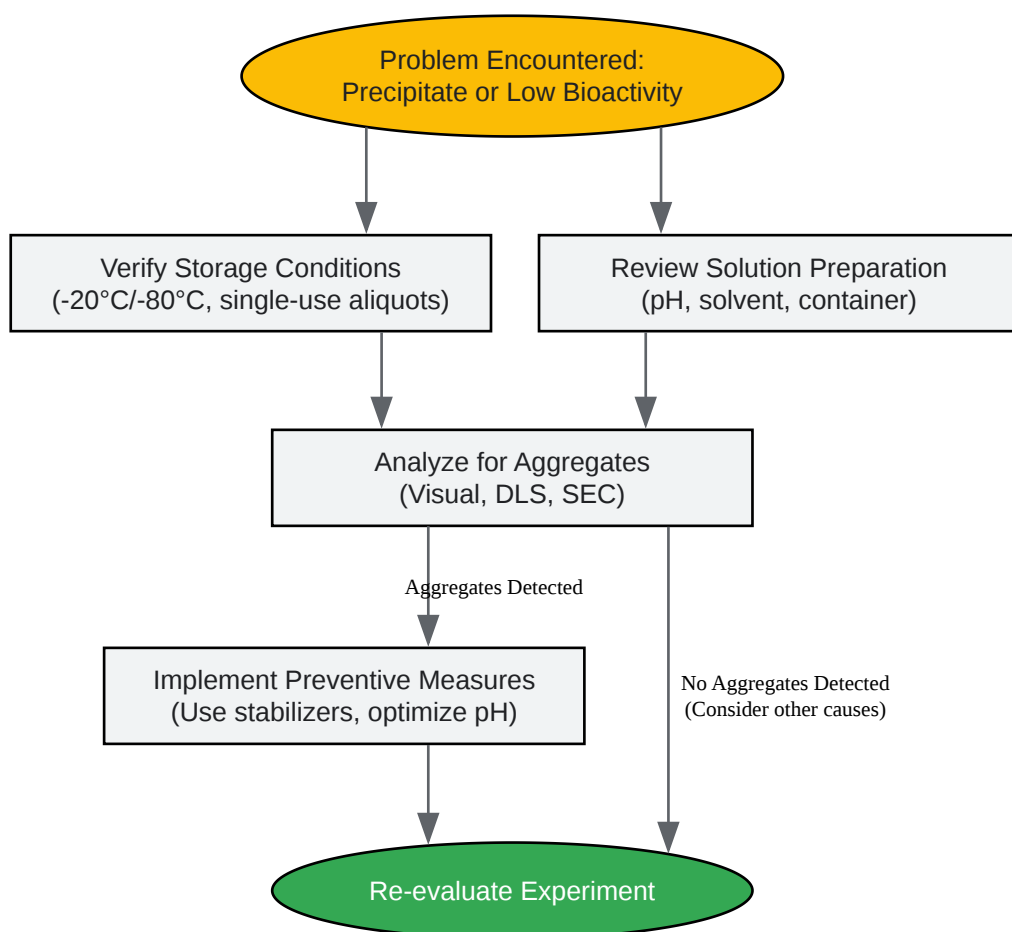 Problem Encountered:
Precipitate or Low Bioactivity
Verify Storage Conditions
(-20°C/-80°C, single-use aliquots)
Review Solution Preparation
(pH, solvent, container)
Analyze for Aggregates
(Visual, DLS, SEC)
Aggregates Detected
Implement Preventive Measures
(Use stabilizers, optimize pH)
No Aggregates Detected
(Consider other causes)
Re-evaluate Experiment